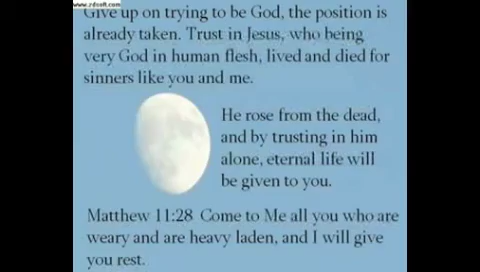 www.rdsoft.com
Give up on trying to be God, the position is
already taken. Trust in Jesus, who being
very God in human flesh, lived and died for
sinners like you and me.
He rose from the dead,
and by trusting in him
alone, eternal life will
be given to you.
Matthew 11:28 Come to Me all you who are
weary and are heavy laden, and I will give
you rest.